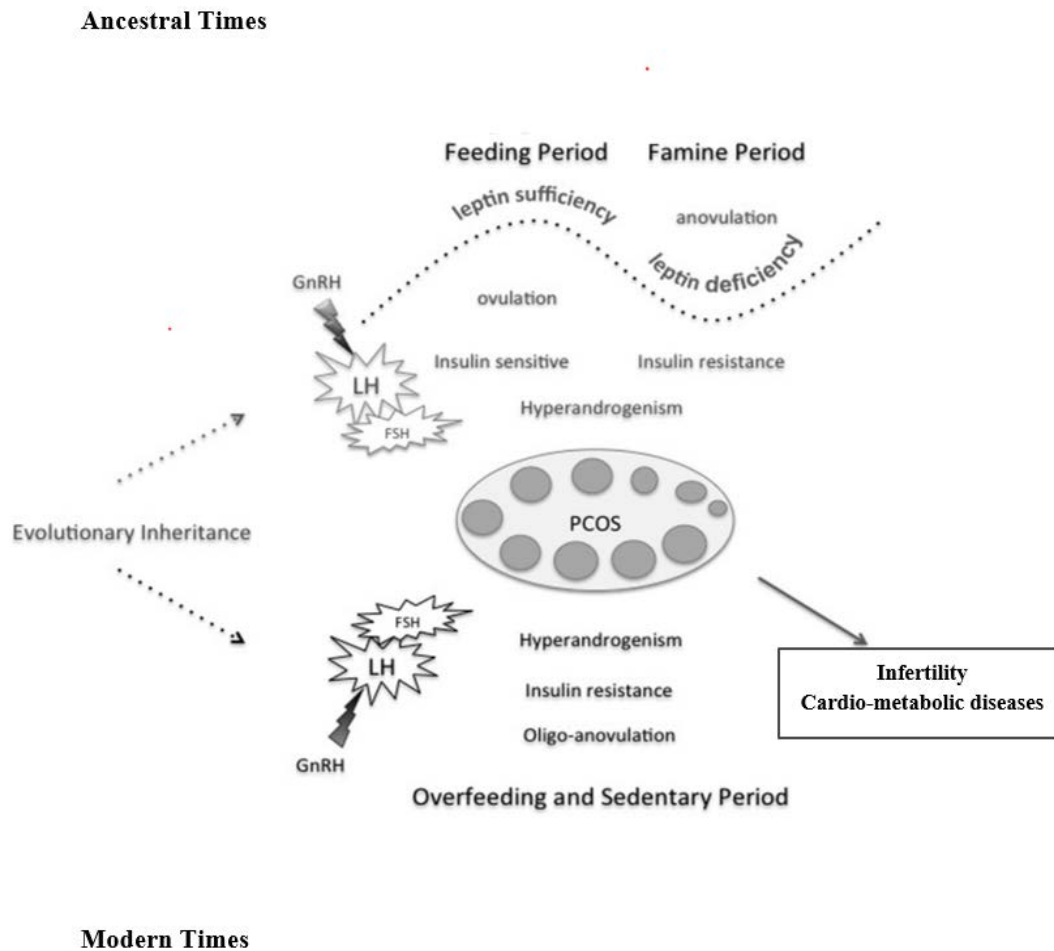 Ancestral Times
Feeding Period
Famine Period
leptin sufficiency
anovulation
leptin deficiency
GnRH
ovulation
LH
Insulin sensitive
Insulin resistance
FSH
Hyperandrogenism
Evolutionary Inheritance
PCOS
FSH
LH
GnRH
Hyperandrogenism
Insulin resistance
Oligo-anovulation
Infertility
Cardio-metabolic diseases
Overfeeding and Sedentary Period
Modern Times